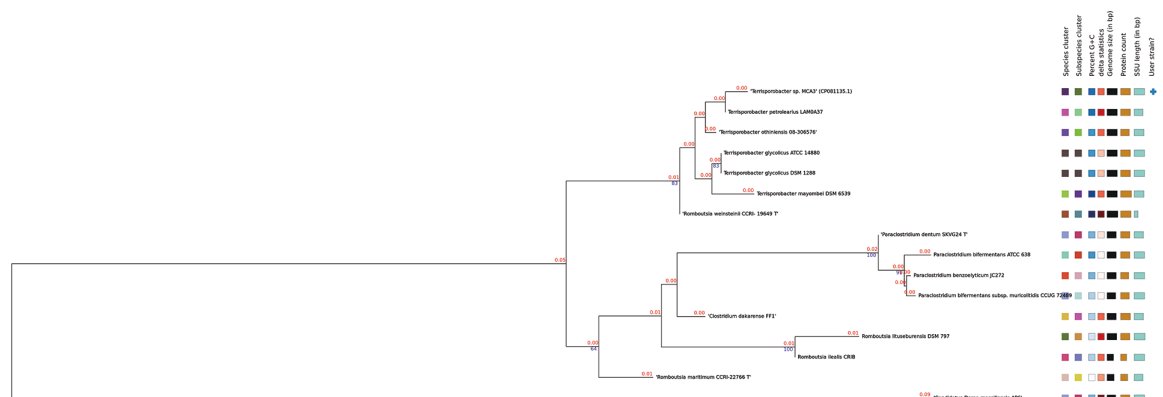 Species cluster
Subspecies cluster
Percent G+C
delta statistics
Genome size (in bp)
Protein count
SSU length (in bp)
User strain?
0.00
'Terrisporobacter sp. MCA3' (CP081135.1)
0.00
0.00
Terrisporobacter petrolearius LAM0A37
0.00
0.00
'Terrisporobacter othiniensis 08-306576'
0.00
Terrisporobacter glycolicus ATCC 14880
0.00
83
Terrisporobacter glycolicus DSM 1288
0.01
83
0.00
0.00
Terrisporobacter mayombei DSM 6539
'Romboutsia weinsteinii CCRI- 19649 T'
'Paraclostridium dentum SKVG24 T'
0.02
100
0.00
Paraclostridium bifermentans ATCC 638
0.05
0.00
Paraclostridium benzoelyticum JC272
0.00
0.00
Paraclostridium bifermentans subsp. muricolitidis CCUG 72489
0.01
0.00
'Clostridium dakarense FF1'
0.01
Romboutsia lituseburensis DSM 797
0.00
64
0.01
100
Romboutsia ilealis CRIB
0.01
'Romboutsia maritimum CCRI-22766 T'
0.09